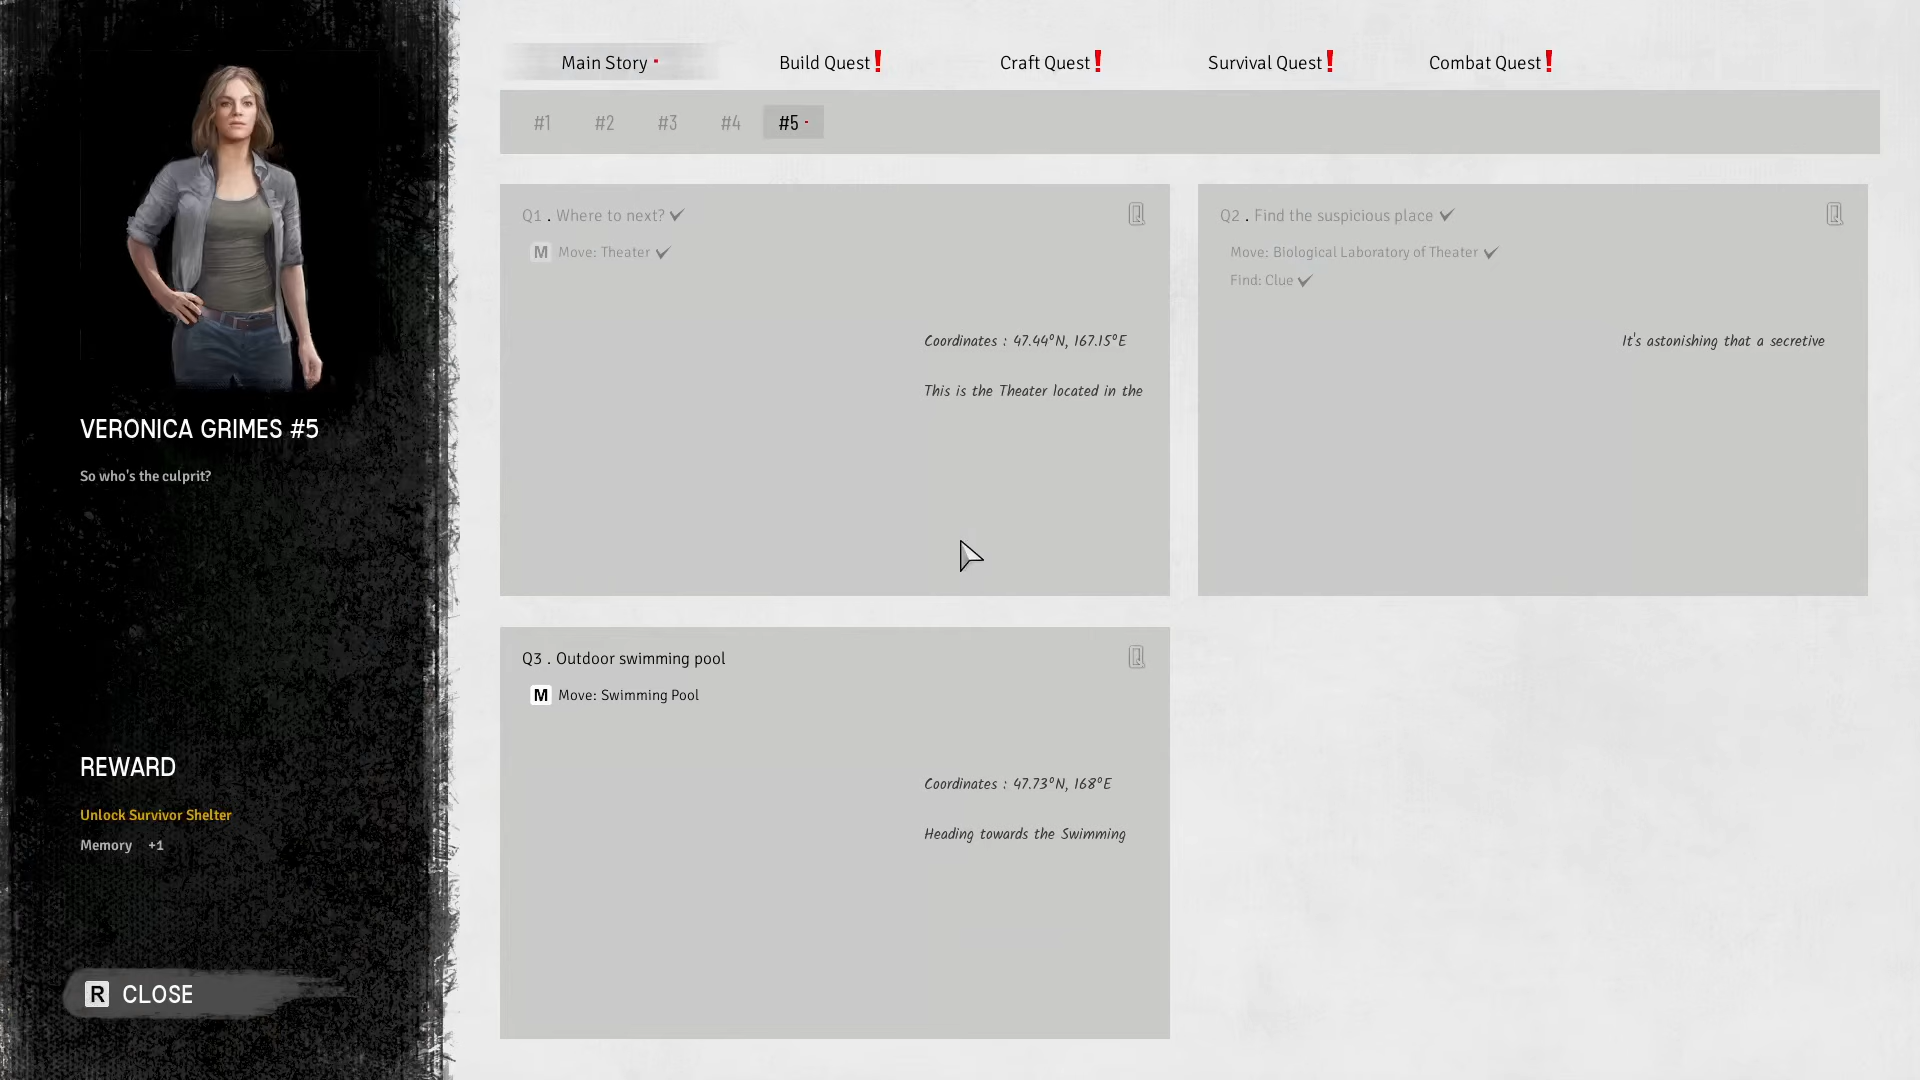 Main Story
Build Quest!
Craft Quest!
Survival Quest!
Combat Quest!
#1 #2 #3 #4 #5
Q1 . Where to next?
M Move: Theater
Coordinates : 47.44°N, 167.15°E
This is the Theater located in the
Q2 . Find the suspicious place
Move: Biological Laboratory of Theater
Find: Clue
It's astonishing that a secretive
Q3 . Outdoor swimming pool
M Move: Swimming Pool
Coordinates : 47.73°N, 168°E
Heading towards the Swimming
VERONICA GRIMES #5
So who's the culprit?
REWARD
Unlock Survivor Shelter
Memory +1
R CLOSE